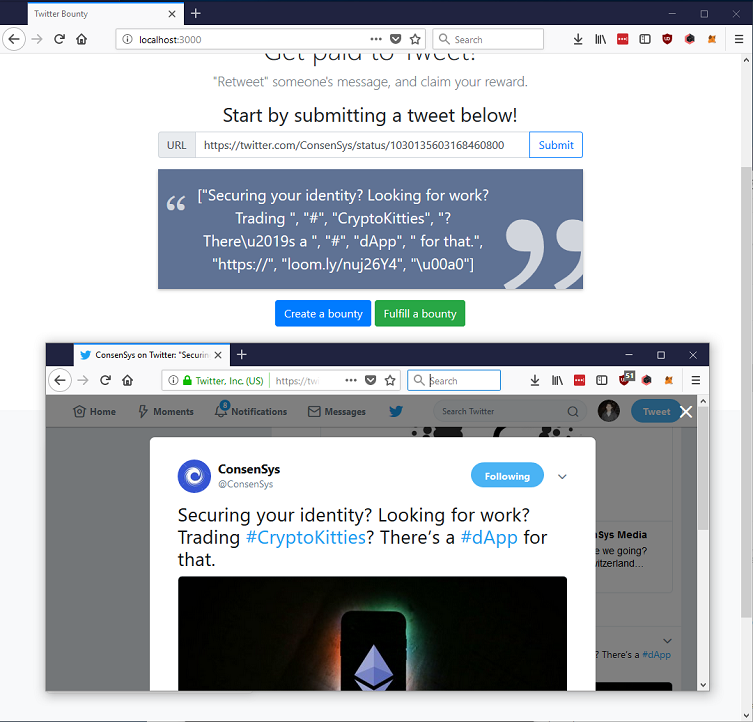 Twitter Bounty
localhost:3000
Search
Get paid to Tweet!
"Retweet" someone's message, and claim your reward.
Start by submitting a tweet below!
URL https://twitter.com/ConsenSys/status/1030135603168460800 Submit
["Securing your identity? Looking for work?
Trading ", "#", "CryptoKitties", "?
There\u2019s a ", "#", "dApp", " for that.",
"https://", "loom.ly/nuj26Y4", "\u00a0"]
Create a bounty Fulfill a bounty
ConsenSys on Twitter: "Securin
Twitter, Inc. (US) https://tw
Search
51
Home Moments 8 Notifications Messages Search Twitter Tweet
ConsenSys
@ConsenSys
Following
Securing your identity? Looking for work?
Trading #CryptoKitties? There's a #dApp for
that.
Sys Media
e we going?
witzerland...
? There's a #dApp